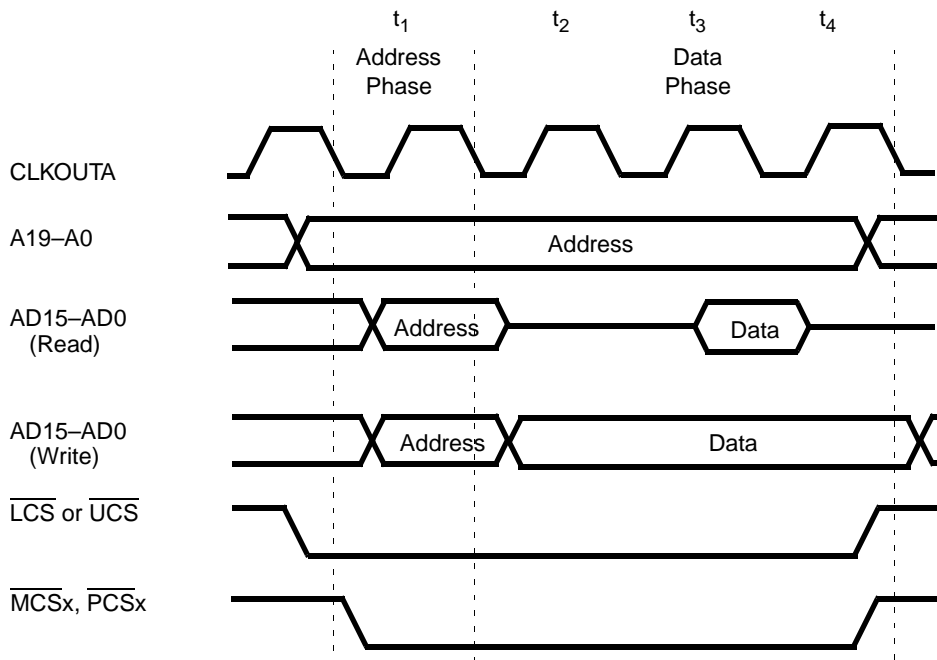 t1 t2 t3 t4
Address Phase
Data Phase
CLKOUTA
A19–A0
Address
AD15–AD0
(Read)
Address
Data
AD15–AD0
(Write)
Address
Data
LCS or UCS
MCSx, PCSx